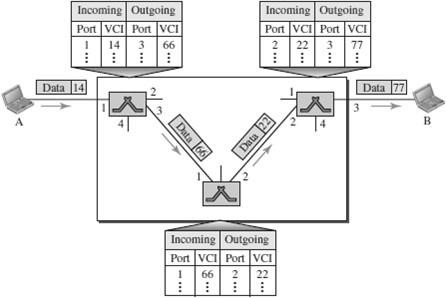 Incoming Outgoing
Port VCI Port VCI
1 14 3 66
Incoming Outgoing
Port VCI Port VCI
2 22 3 77
Data 14
A
1
2
3
4
Data 66
1
2
Data 22
1
2
4
3
Data 77
B
Incoming Outgoing
Port VCI Port VCI
1 66 2 22